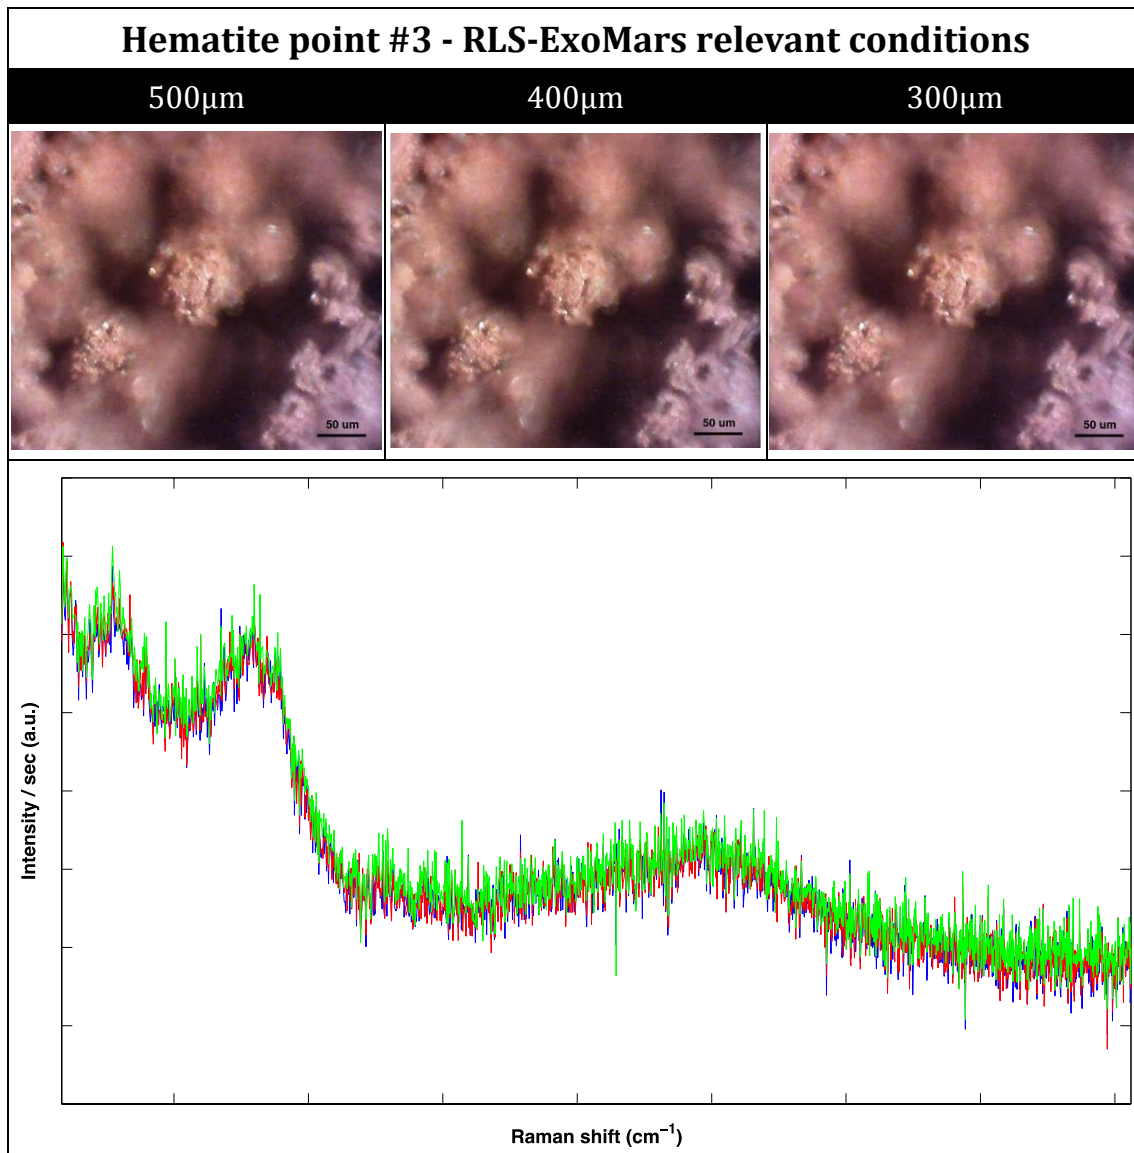 Hematite point #3 - RLS-ExoMars relevant conditions
500μm
400μm
300μm
50 um
50 um
50 um
Intensity / sec (a.u.)
Raman shift (cm⁻¹)